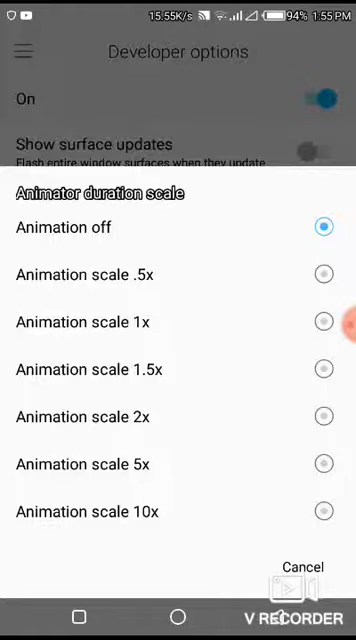 15.55K/s 94% 1:55 PM
Developer options
On
Show surface updates
Flash entire window surfaces when they update
Animator duration scale
Animation off
Animation scale .5x
Animation scale 1x
Animation scale 1.5x
Animation scale 2x
Animation scale 5x
Animation scale 10x
Cancel
V RECORDER